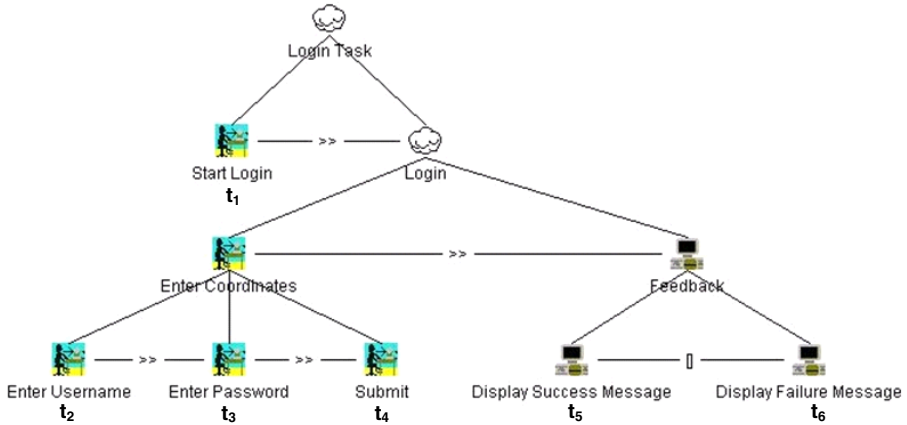 Login Task
>>
Start Login
Login
t₁
>>
Enter Coordinates
Feedback
>>
>>
[]
Enter Username
Enter Password
Submit
Display Success Message
Display Failure Message
t₂
t₃
t₄
t₅
t₆